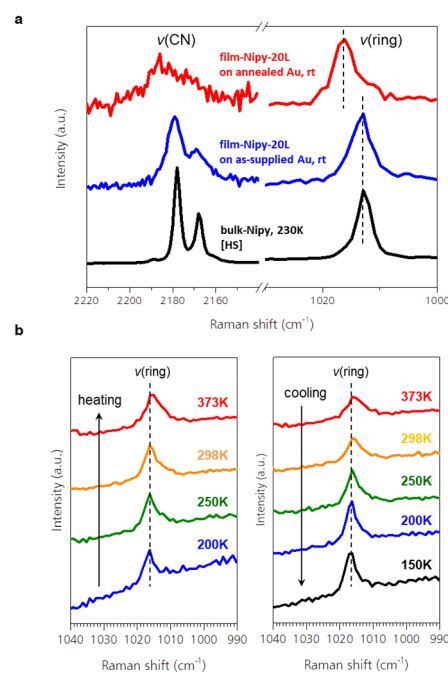 a
ν(CN)
ν(ring)
film-Nipy-20L
on annealed Au, rt
film-Nipy-20L
on as-supplied Au, rt
bulk-Nipy, 230K
[HS]
Intensity (a.u.)
2220 2200 2180 2160 1020 1000
Raman shift (cm⁻¹)
b
ν(ring)
heating
373K
298K
250K
200K
Intensity (a.u.)
1040 1030 1020 1010 1000 990
Raman shift (cm⁻¹)
ν(ring)
cooling
373K
298K
250K
200K
150K
Intensity (a.u.)
1040 1030 1020 1010 1000 990
Raman shift (cm⁻¹)